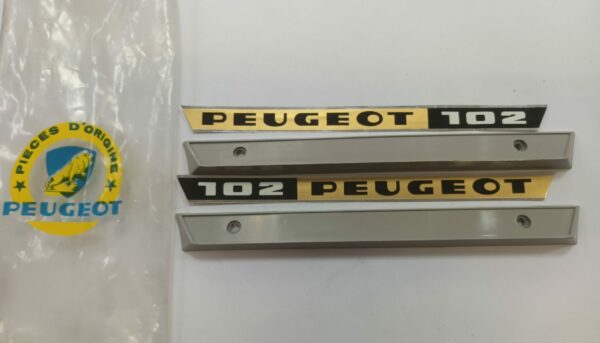 PIECES D'ORIGINE
PEUGEOT
PEUGEOT 102
102 PEUGEOT